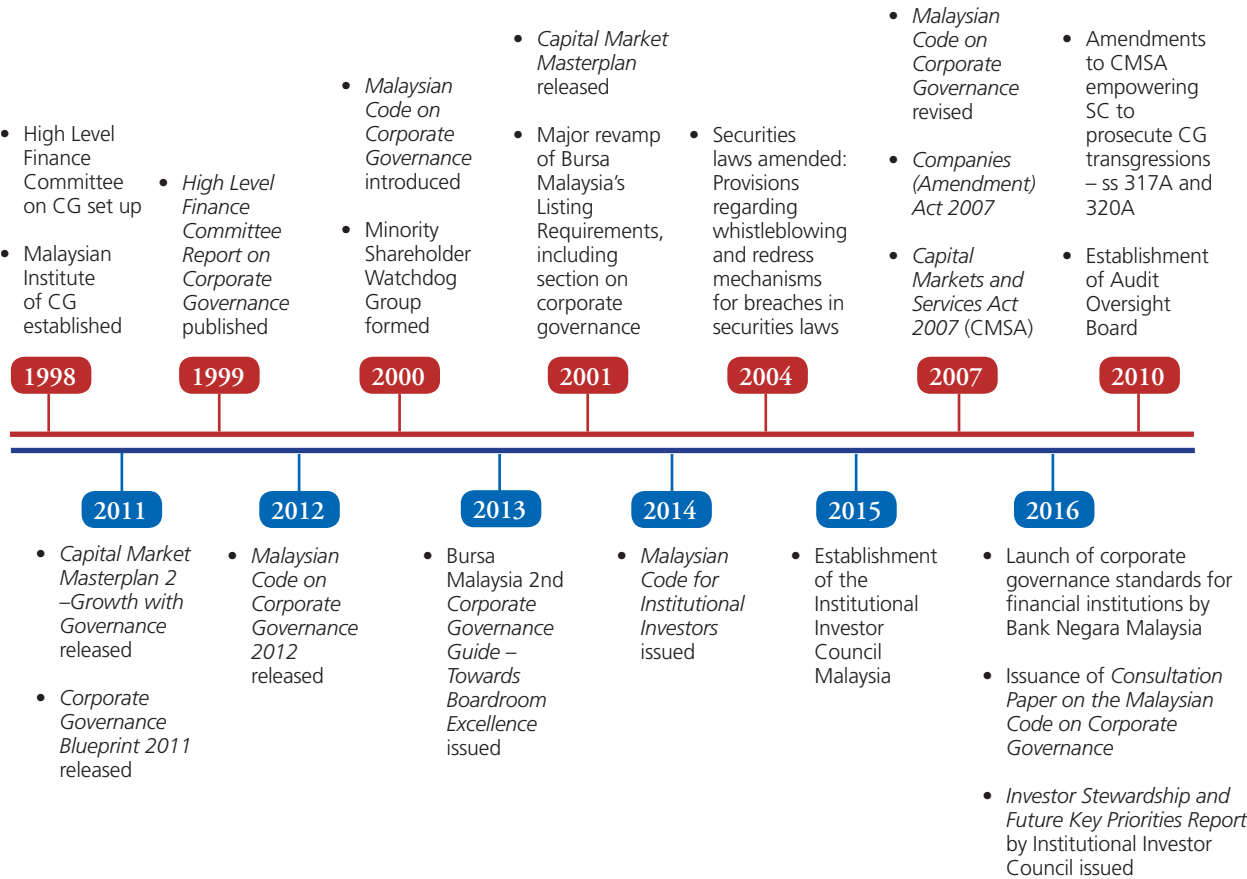 • High Level
Finance
Committee
on CG set up
• Malaysian
Institute
of CG
established
1998
• High Level
Finance
Committee
Report on
Corporate
Governance
published
1999
• Malaysian
Code on
Corporate
Governance
introduced
• Minority
Shareholder
Watchdog
Group
formed
2000
• Capital Market
Masterplan
released
• Major revamp
of Bursa
Malaysia's
Listing
Requirements,
including
section on
corporate
governance
2001
• Securities
laws amended:
Provisions
regarding
whistleblowing
and redress
mechanisms
for breaches in
securities laws
2004
• Malaysian
Code on
Corporate
Governance
revised
• Companies
(Amendment)
Act 2007
• Capital
Markets and
Services Act
2007 (CMSA)
2007
• Amendments
to CMSA
empowering
SC to
prosecute CG
transgressions
– ss 317A and
320A
• Establishment
of Audit
Oversight
Board
2010
2011
• Capital Market
Masterplan 2
–Growth with
Governance
released
• Corporate
Governance
Blueprint 2011
released
2012
• Malaysian
Code on
Corporate
Governance
2012
released
2013
• Bursa
Malaysia 2nd
Corporate
Governance
Guide –
Towards
Boardroom
Excellence
issued
2014
• Malaysian
Code for
Institutional
Investors
issued
2015
• Establishment
of the
Institutional
Investor
Council
Malaysia
2016
• Launch of corporate
governance standards for
financial institutions by
Bank Negara Malaysia
• Issuance of Consultation
Paper on the Malaysian
Code on Corporate
Governance
• Investor Stewardship and
Future Key Priorities Report
by Institutional Investor
Council issued